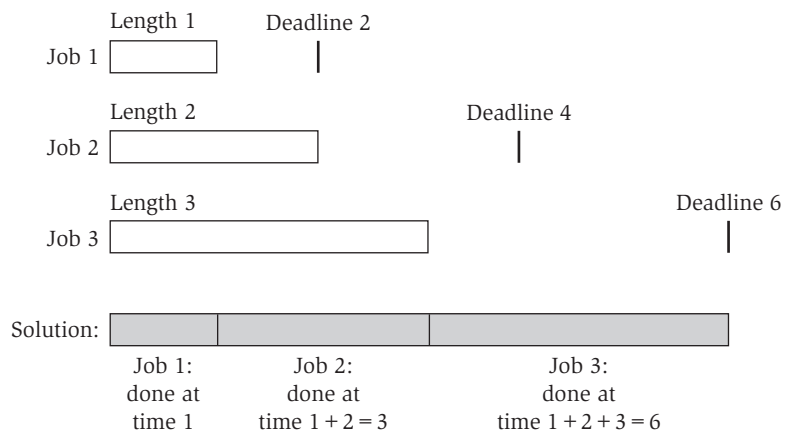 Length 1
Deadline 2
Job 1
Length 2
Deadline 4
Job 2
Length 3
Deadline 6
Job 3
Solution:
Job 1:
done at
time 1
Job 2:
done at
time 1 + 2 = 3
Job 3:
done at
time 1 + 2 + 3 = 6